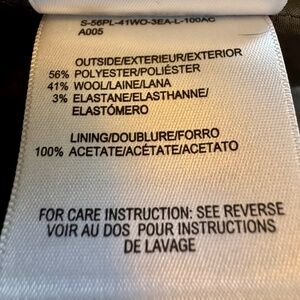 S-56PL-41WO-3EA-L-100AC
A005
OUTSIDE/EXTERIEUR/EXTERIOR
56% POLYESTER/POLIÉSTER
41% WOOL/LAINE/LANA
3% ELASTANE/ELASTHANNE/
ELASTÓMERO
LINING/DOUBLURE/FORRO
100% ACETATE/ACÉTATE/ACETATO
FOR CARE INSTRUCTION: SEE REVERSE
VOIR AU DOS POUR INSTRUCTIONS
DE LAVAGE